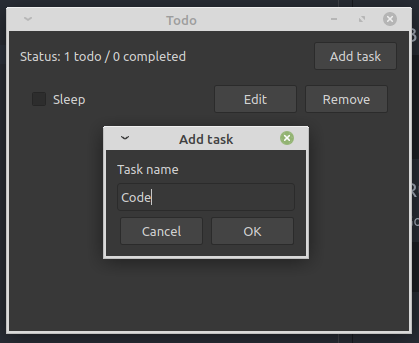 Todo
Status: 1 todo / 0 completed
Add task
Sleep
Edit
Remove
Add task
Task name
Code
Cancel
OK